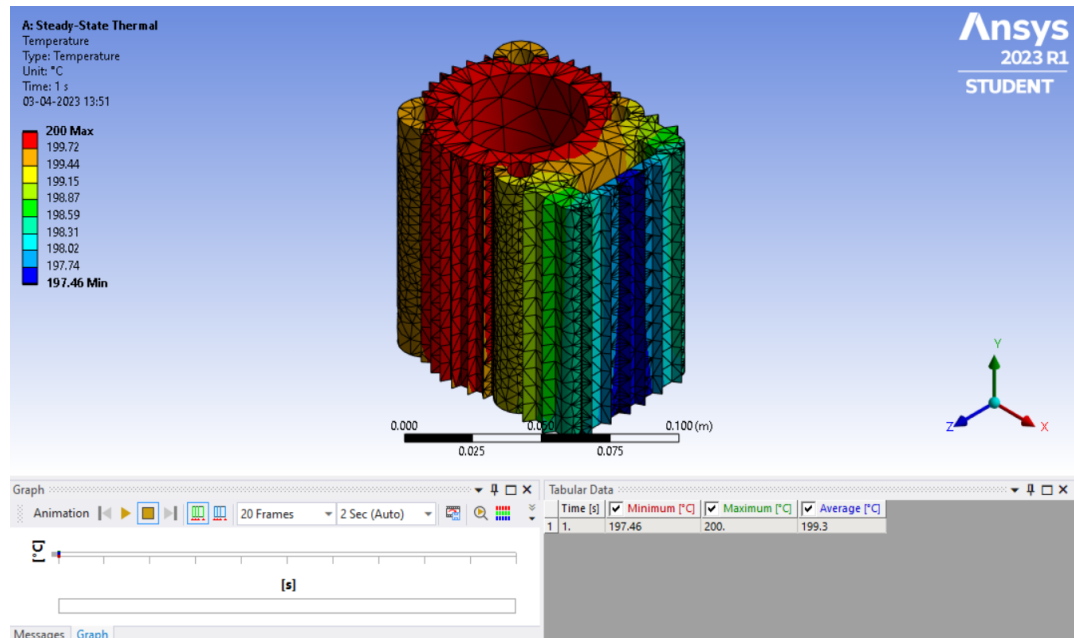 A: Steady-State Thermal
Temperature
Type: Temperature
Unit: °C
Time: 1 s
03-04-2023 13:51
200 Max
199.72
199.44
199.15
198.87
198.59
198.31
198.02
197.74
197.46 Min
Ansys
2023 R1
STUDENT
0.000 0.050 0.100 (m)
0.025 0.075
Y
Z X
Graph
Animation 20 Frames 2 Sec (Auto)
[°C]
[s]
Messages Graph
Tabular Data
Time [s] Minimum [°C] Maximum [°C] Average [°C]
1 1. 197.46 200. 199.3